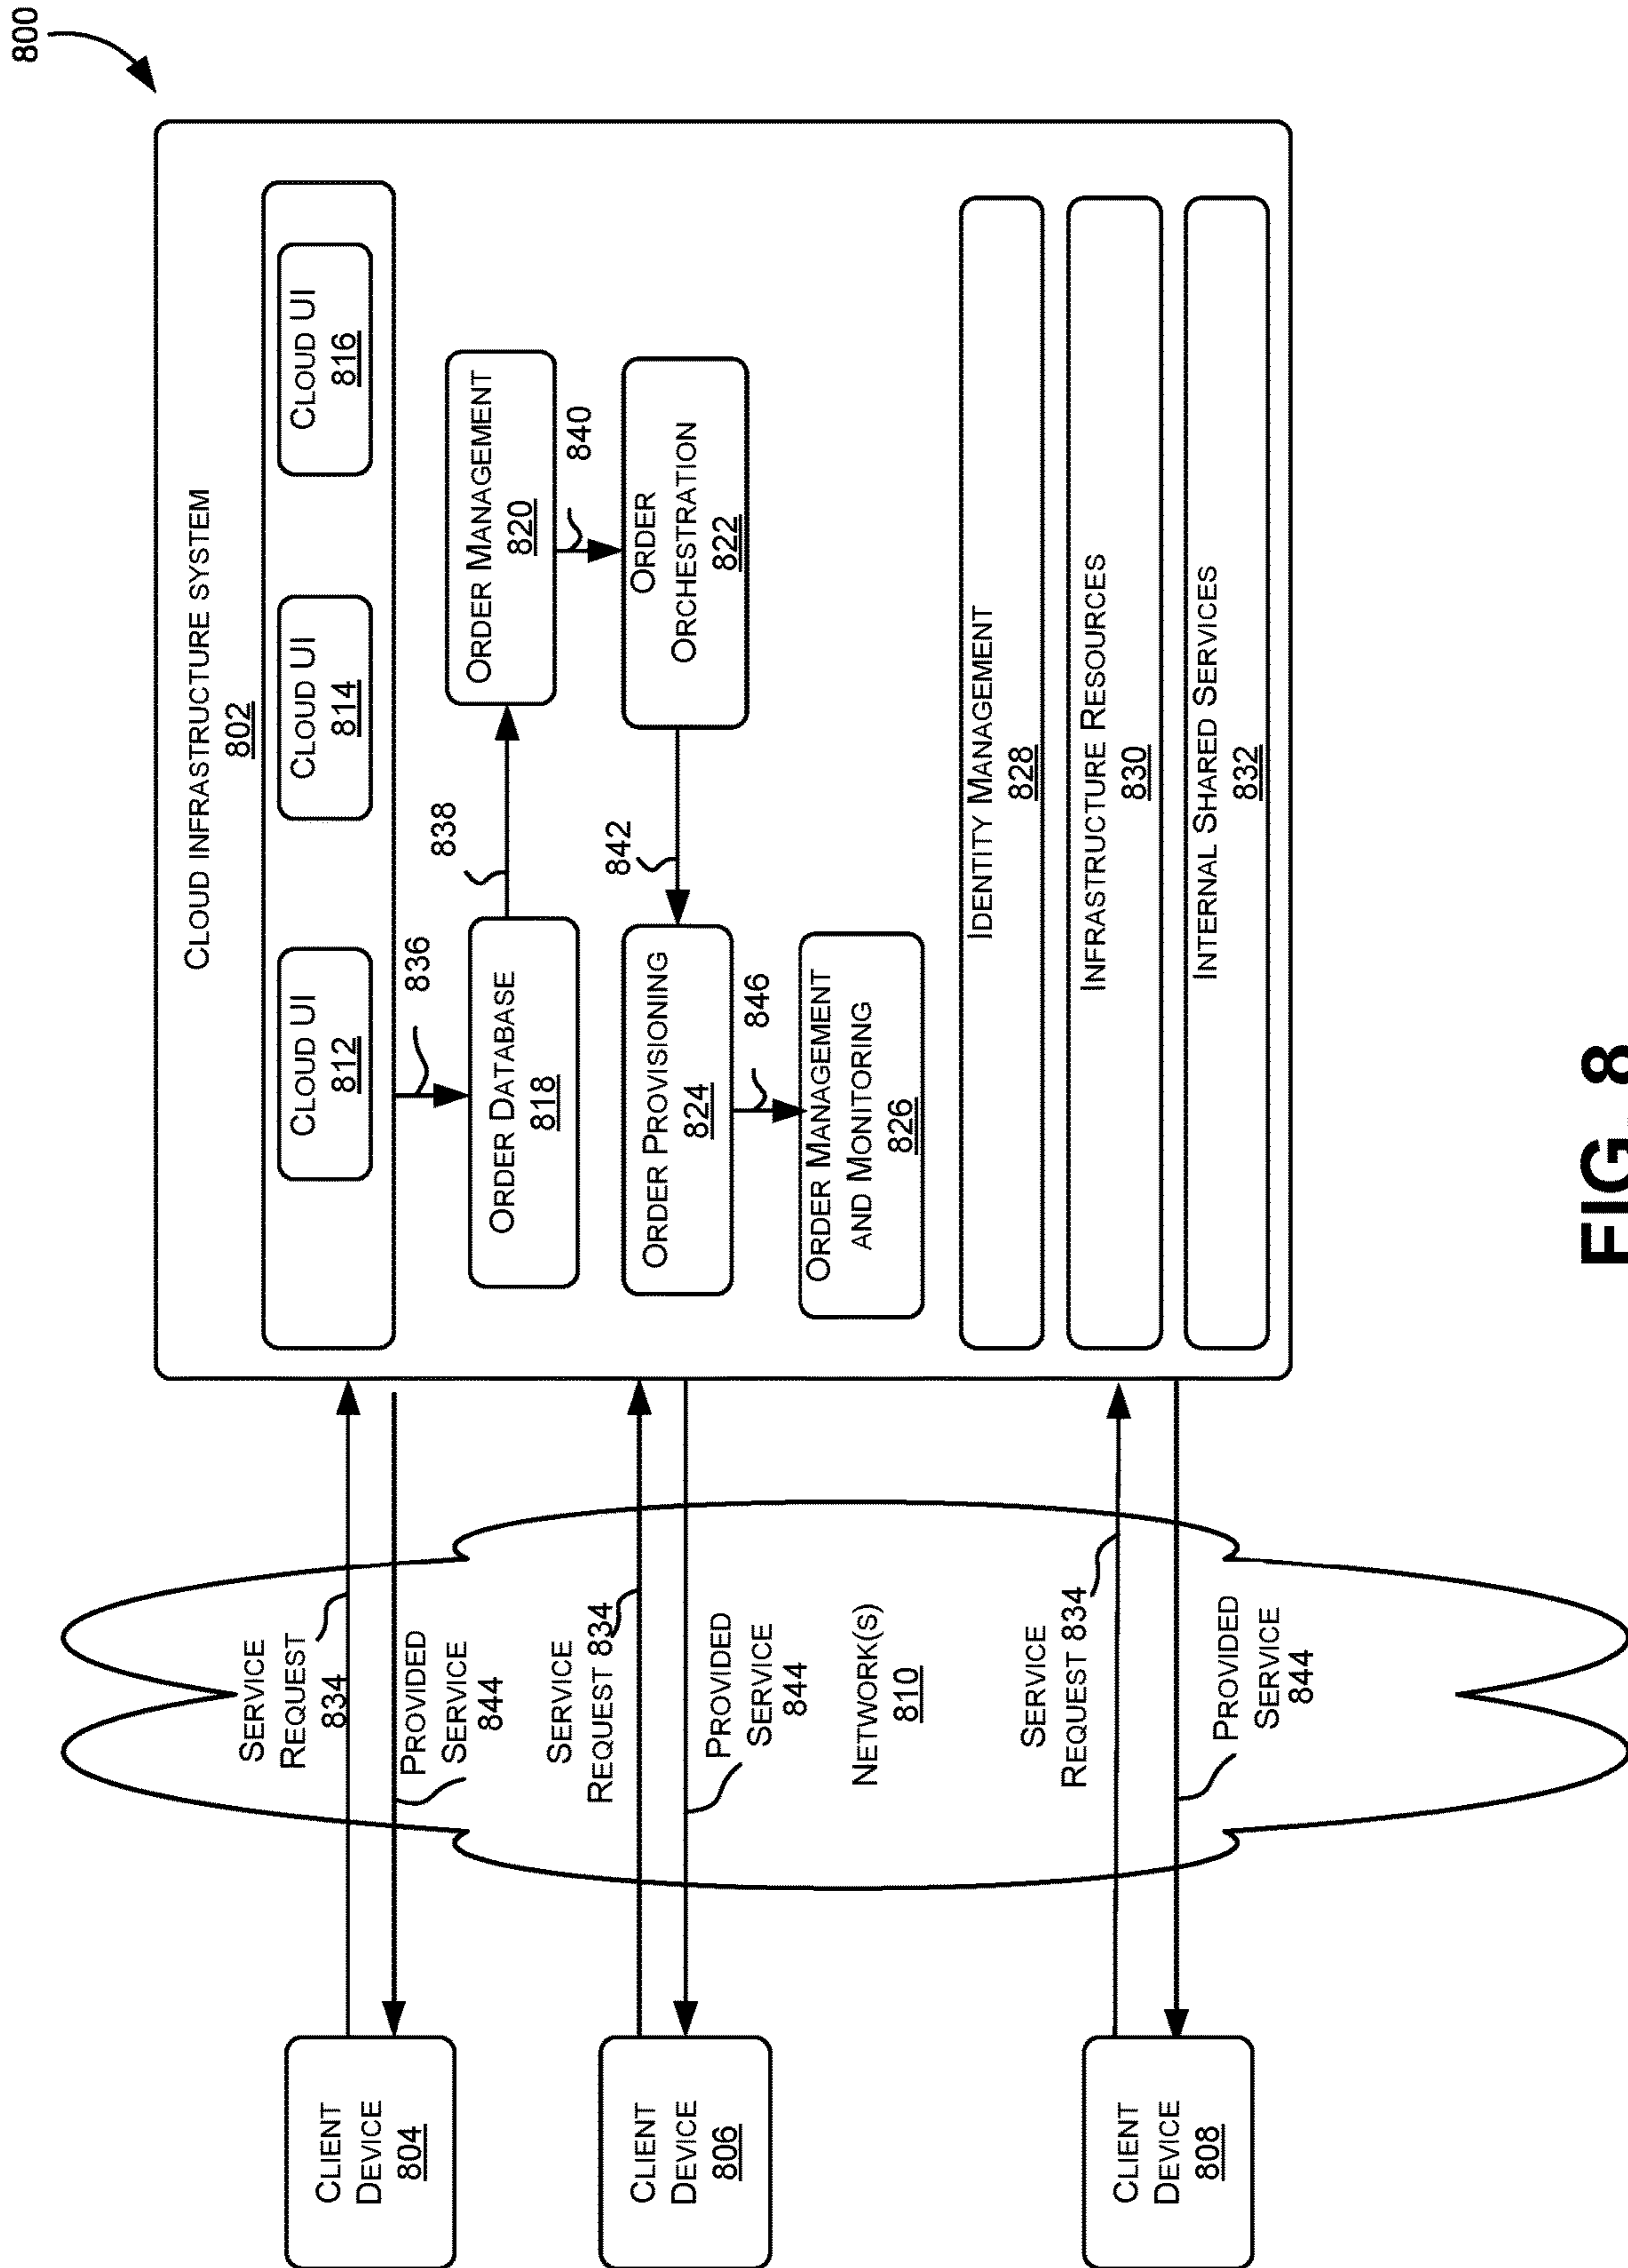 800
CLOUD INFRASTRUCTURE SYSTEM
802
CLOUD UI
812
CLOUD UI
814
CLOUD UI
816
836
ORDER DATABASE
818
838
ORDER MANAGEMENT
820
840
ORDER
ORCHESTRATION
822
842
ORDER PROVISIONING
824
846
ORDER MANAGEMENT
AND MONITORING
826
IDENTITY MANAGEMENT
828
INFRASTRUCTURE RESOURCES
830
INTERNAL SHARED SERVICES
832
SERVICE
REQUEST
834
PROVIDED
SERVICE
844
SERVICE
REQUEST 834
PROVIDED
SERVICE
844
NETWORK(S)
810
SERVICE
REQUEST 834
PROVIDED
SERVICE
844
CLIENT
DEVICE
804
CLIENT
DEVICE
806
CLIENT
DEVICE
808
FIG. 8